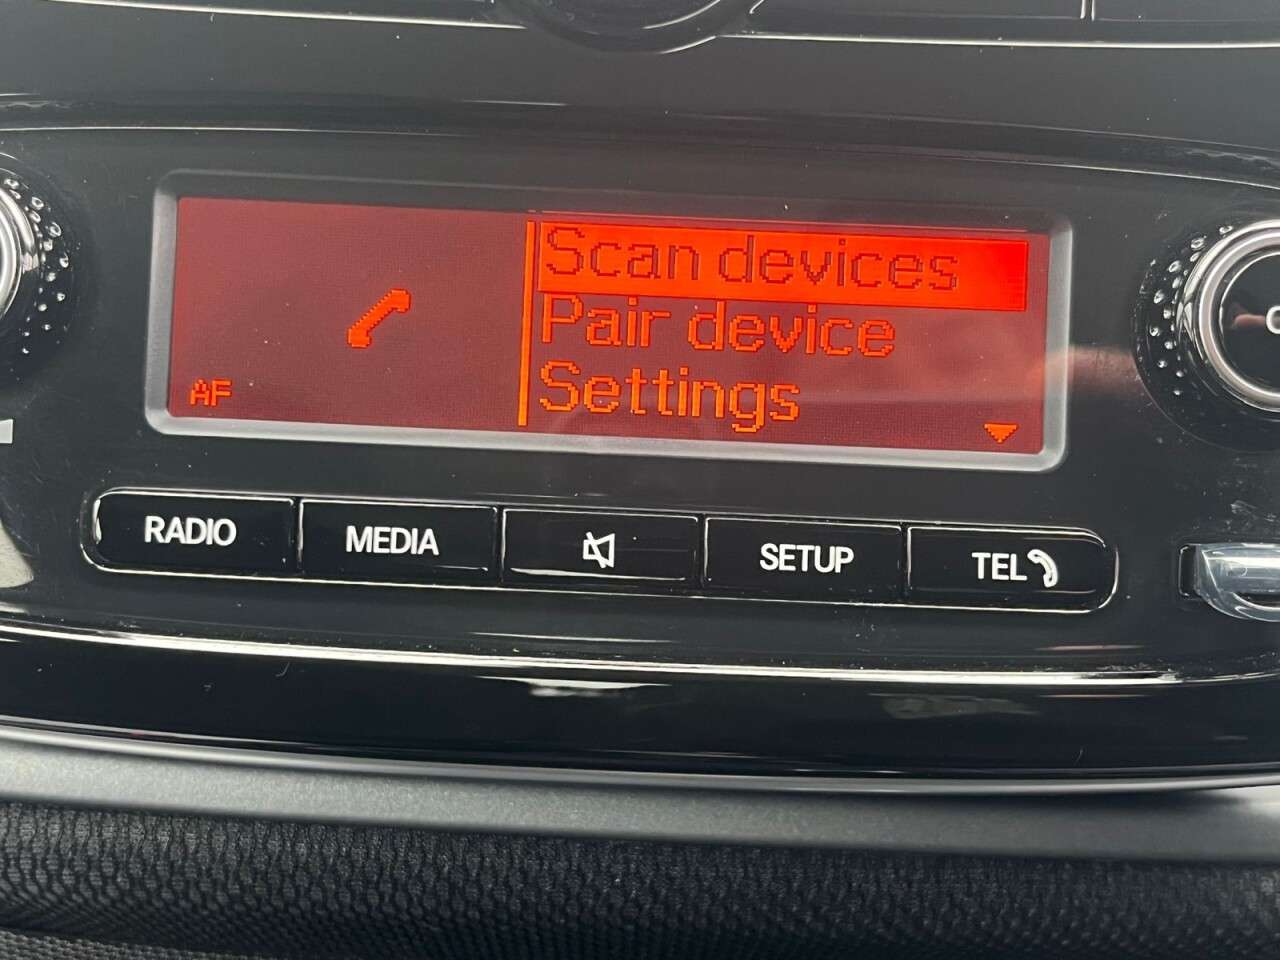 Scan devices
Pair device
Settings
AF
RADIO MEDIA SETUP TEL